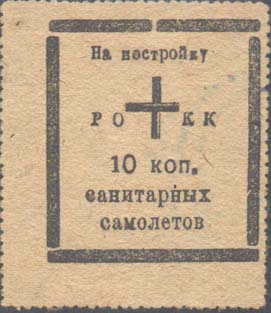 На постройку
РО КК
10 коп.
санитарных
самолетов